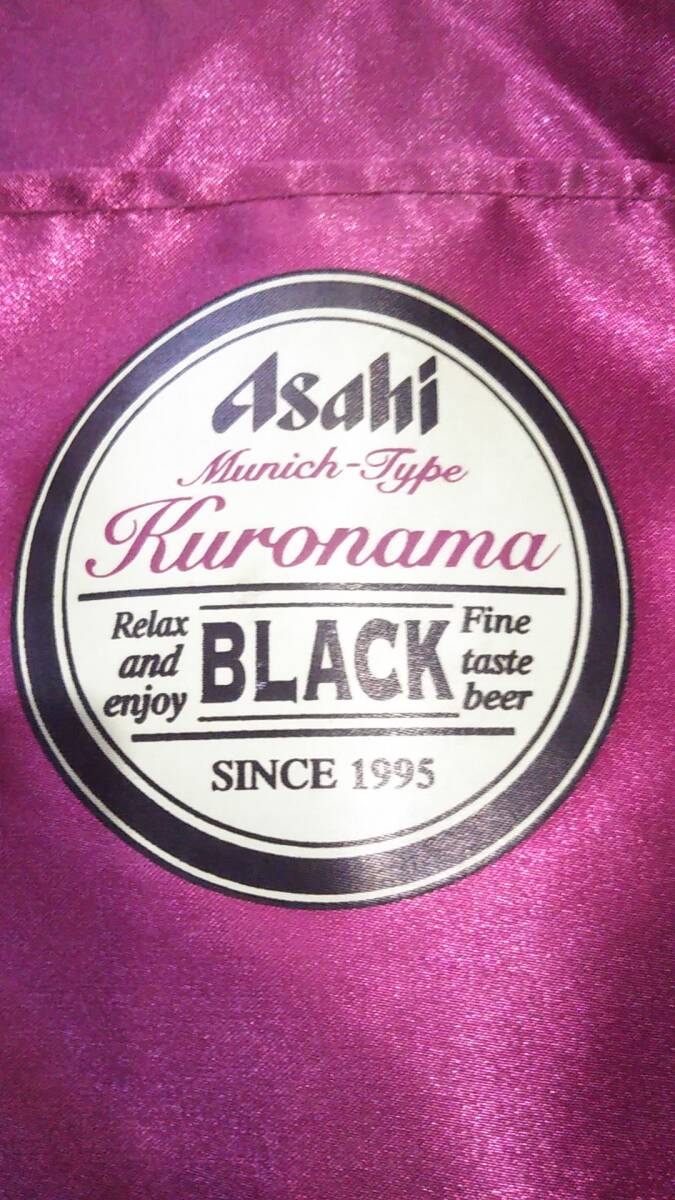 Asahi
Munich-Type
Kuronama
Relax
and
enjoy
BLACK
Fine
taste
beer
SINCE 1995